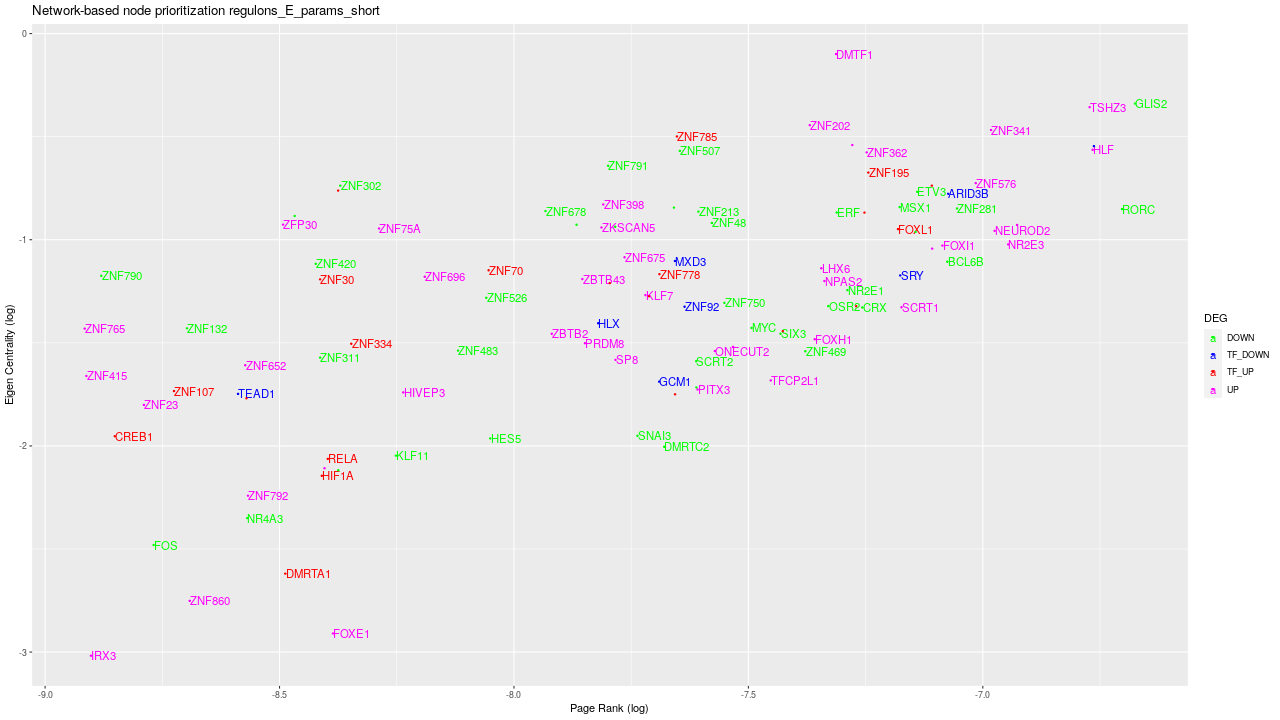 Network-based node prioritization regulons_E_params_short
Eigen Centrality (log)
0
-1
-2
-3
DMTF1
TSHZ3
GLIS2
ZNF202
ZNF341
ZNF785
ZNF507
ZNF362
HLF
ZNF791
ZNF195
ZNF302
ZNF576
ETV3
ARID3B
ZNF398
MSX1
ZNF281
RORC
ZNF678
ZNF213
ERF
ZFP30
ZNF75A
ZKSCAN5
ZNF48
FOXL1
NEUROD2
FOXJ1
NR2E3
ZNF420
ZNF675
MXD3
BCL6B
ZNF790
ZNF30
ZNF696
ZNF70
ZBTB43
ZNF778
LHX6
NPAS2
SRY
ZNF526
KLF7
NR2E1
ZNF92
ZNF750
CRX
SCRT1
ZNF765
ZNF132
HLX
MYC
SIX3
ZBTB2
FOXH1
ZNF334
PRDM8
ZNF311
ZNF483
ONECUT2
ZNF469
ZNF652
SP8
SCRT2
ZNF415
GCM1
TFCP2L1
ZNF107
TEAD1
HIVEP3
PITX3
ZNF23
CREB1
HES5
SNAI3
DMRTC2
RELA
KLF11
HIF1A
ZNF792
NR4A3
FOS
DMRTA1
ZNF860
FOXE1
IRX3
-9.0
-8.5
-8.0
-7.5
-7.0
Page Rank (log)
DEG
a DOWN
a TF_DOWN
a TF_UP
a UP